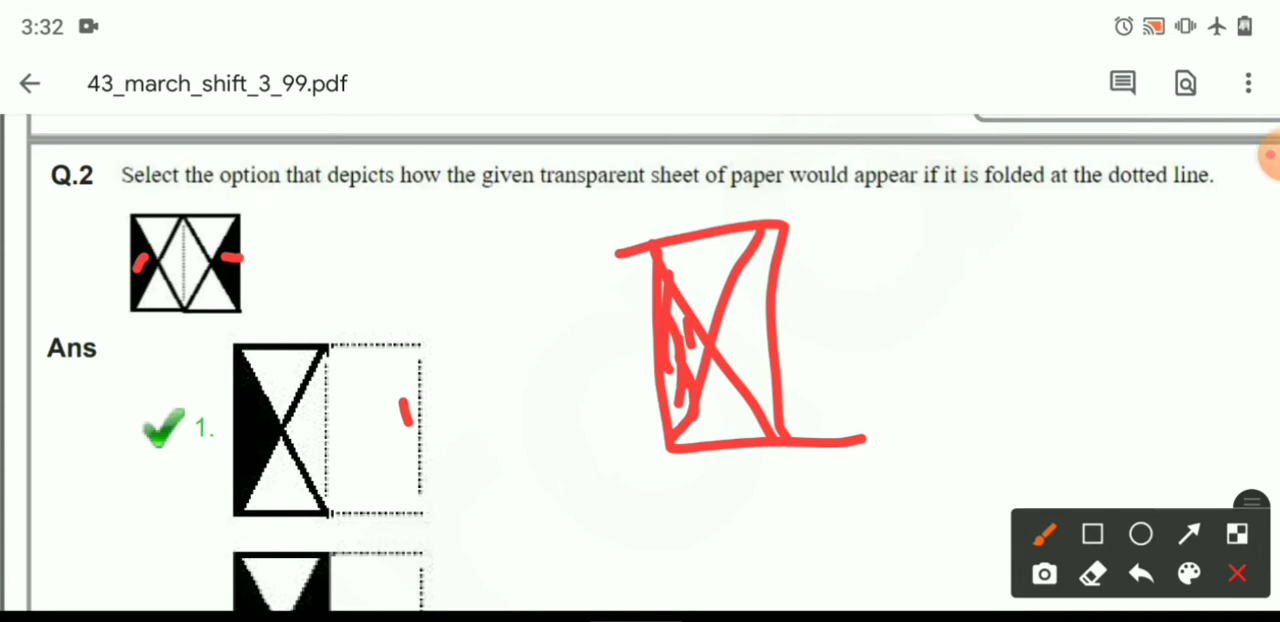 3:32
43_march_shift_3_99.pdf
Q.2 Select the option that depicts how the given transparent sheet of paper would appear if it is folded at the dotted line.
Ans
1.